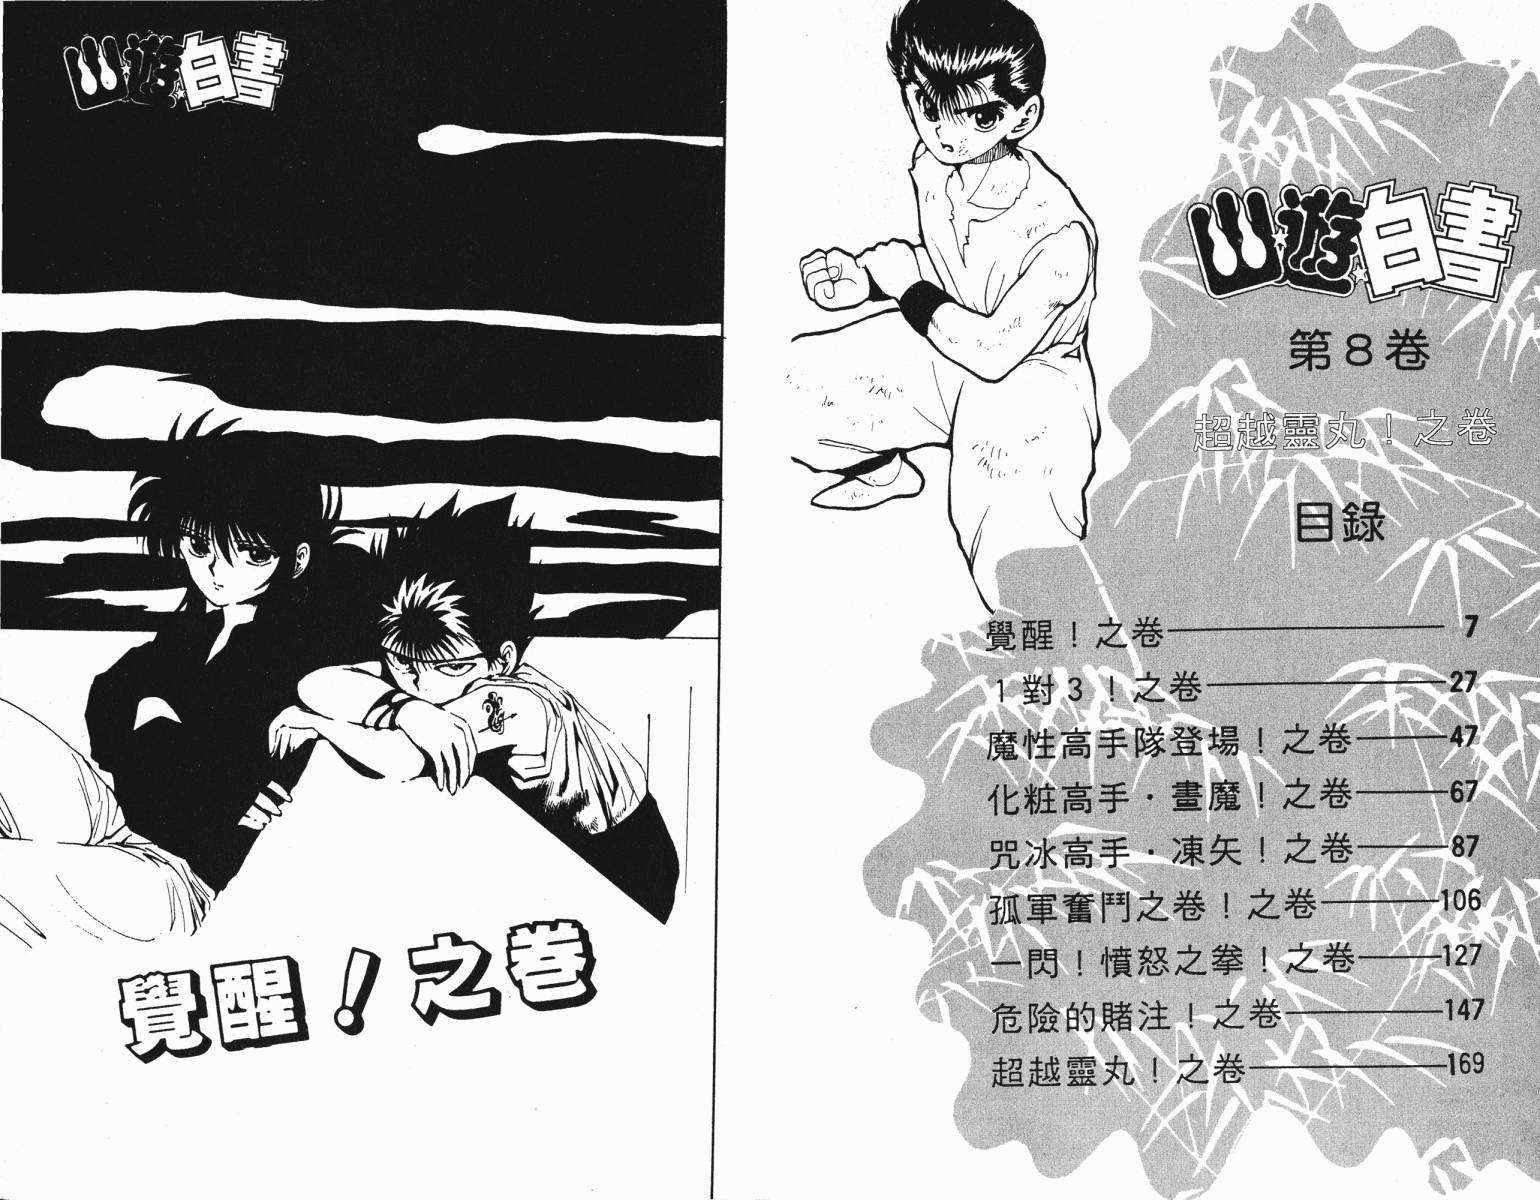 幽遊白書
第8卷
超越靈丸！之卷
目錄
覺醒！之卷 7
1對3！之卷 27
魔性高手隊登場！之卷 47
化粧高手・畫魔！之卷 67
咒冰高手・凍矢！之卷 87
孤軍奮鬥之卷！之卷 106
一閃！憤怒之拳！之卷 127
危險的賭注！之卷 147
超越靈丸！之卷 169
幽遊白書
覺醒！之卷